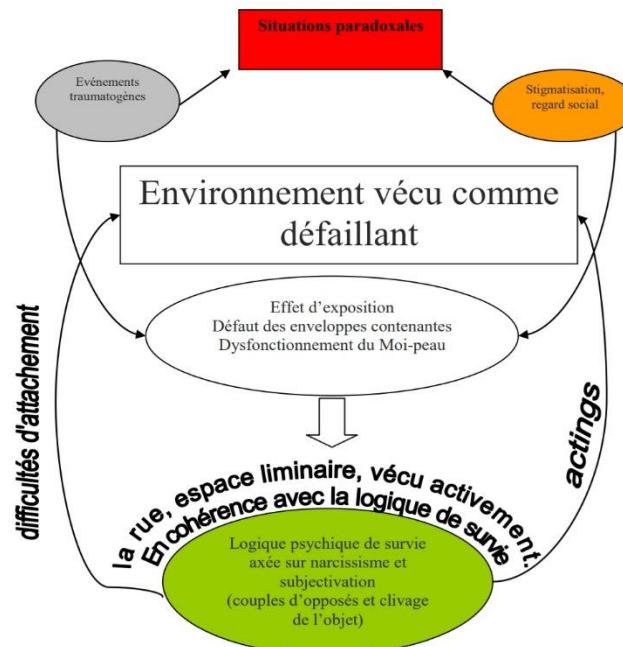 Situations paradoxales
Evénements
traumatogènes
Stigmatisation,
regard social
Environnement vécu comme
défaillant
Effet d’exposition
Défaut des enveloppes contenantes
Dysfonctionnement du Moi-peau
difficultés d'attachement
actings
la rue, espace liminaire, vécu activement.
En cohérence avec la logique de survie
Logique psychique de survie
axée sur narcissisme et
subjectivation
(couples d’opposés et clivage
de l’objet)